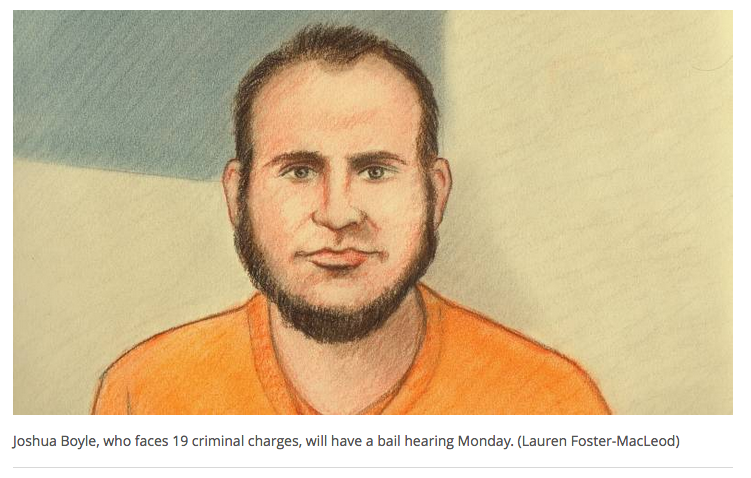 Joshua Boyle, who faces 19 criminal charges, will have a bail hearing Monday. (Lauren Foster-MacLeod)